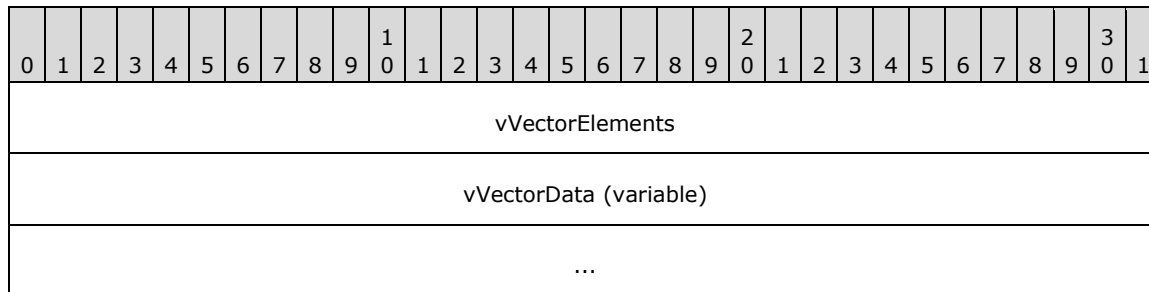 1 2 3
0 1 2 3 4 5 6 7 8 9 0 1 2 3 4 5 6 7 8 9 0 1 2 3 4 5 6 7 8 9 0 1
vVectorElements
vVectorData (variable)
...